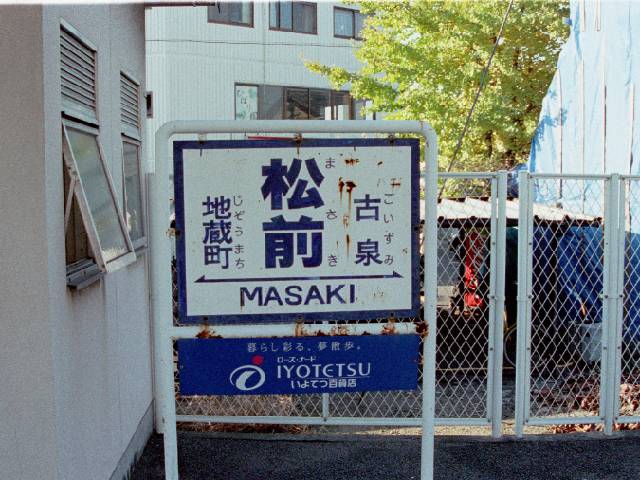 まさき
松前
じぞうまち
地蔵町
こいずみ
古泉
MASAKI
暮らし彩る、夢散歩。
ローズ・ナード
IYOTETSU
いよてつ百貨店